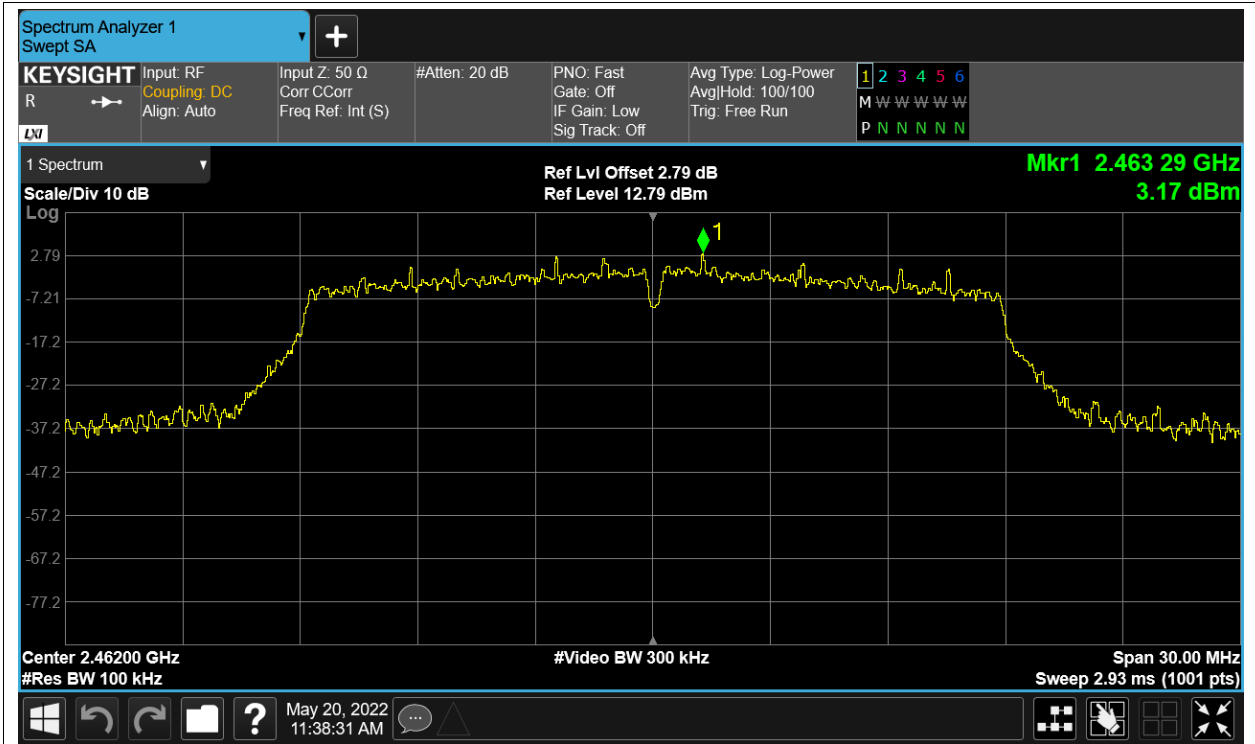 Spectrum Analyzer 1
Swept SA
+
KEYSIGHT
R
LXI
Input: RF
Coupling: DC
Align: Auto
Input Z: 50 Ω
Corr CCorr
Freq Ref: Int (S)
#Atten: 20 dB
PNO: Fast
Gate: Off
IF Gain: Low
Sig Track: Off
Avg Type: Log-Power
Avg|Hold: 100/100
Trig: Free Run
1 2 3 4 5 6
M W W W W W
P N N N N N
1 Spectrum
Scale/Div 10 dB
Log
Ref Lvl Offset 2.79 dB
Ref Level 12.79 dBm
Mkr1 2.463 29 GHz
3.17 dBm
1
2.79
-7.21
-17.2
-27.2
-37.2
-47.2
-57.2
-67.2
-77.2
Center 2.46200 GHz
#Res BW 100 kHz
#Video BW 300 kHz
Span 30.00 MHz
Sweep 2.93 ms (1001 pts)
?
May 20, 2022
11:38:31 AM